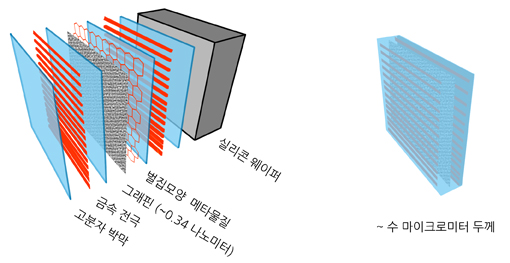 실리콘 웨이퍼
벌집모양 메타물질
그래핀 (~0.34 나노미터)
금속 전극
고분자 박막
~ 수 마이크로미터 두께